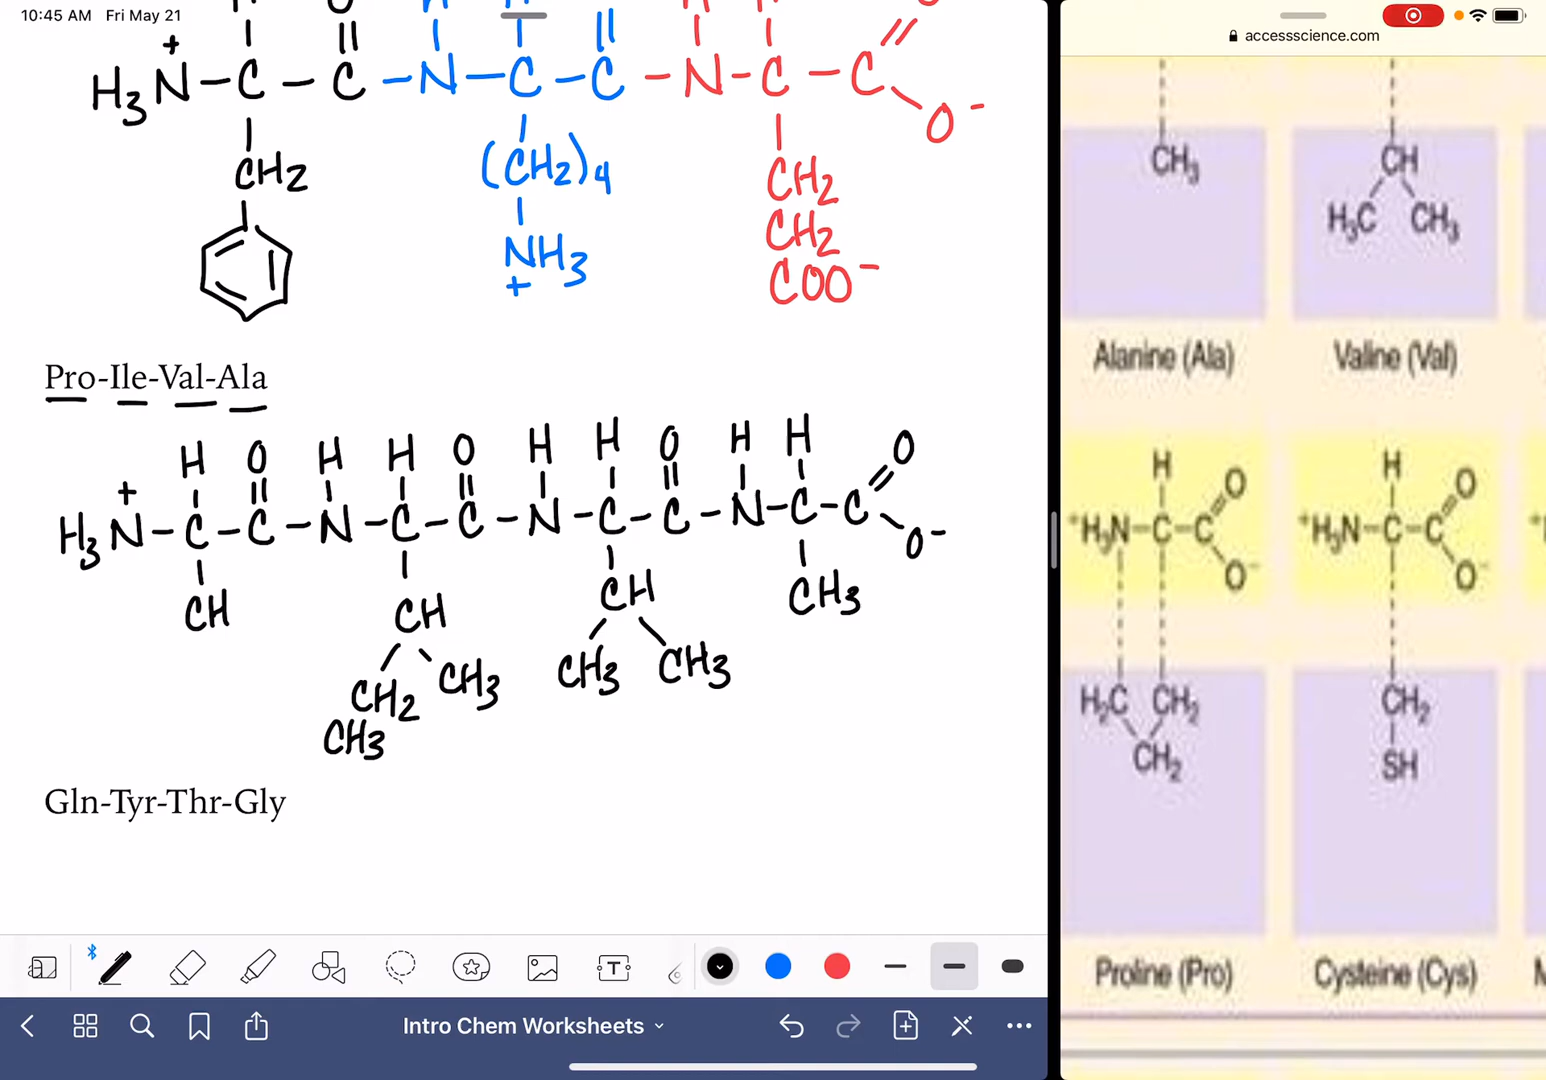 10:45 AM Fri May 21
H3N+-C-C-N-C-C-N-C-C
O-
CH2
(CH2)4
NH3
+
CH2
CH2
COO-
Pro-Ile-Val-Ala
H O H H O H H O H H O
+
H3N-C-C-N-C-C-N-C-C-N-C-C
O-
CH
CH
CH2 CH3
CH3
CH
CH3 CH3
CH3
Gln-Tyr-Thr-Gly
T
Intro Chem Worksheets
accessscience.com
CH3
Alanine (Ala)
CH
H3C CH3
Valine (Val)
H
O
+H3N-C-C
O-
H2C CH2
CH2
Proline (Pro)
H
O
+H3N-C-C
O-
CH2
SH
Cysteine (Cys)